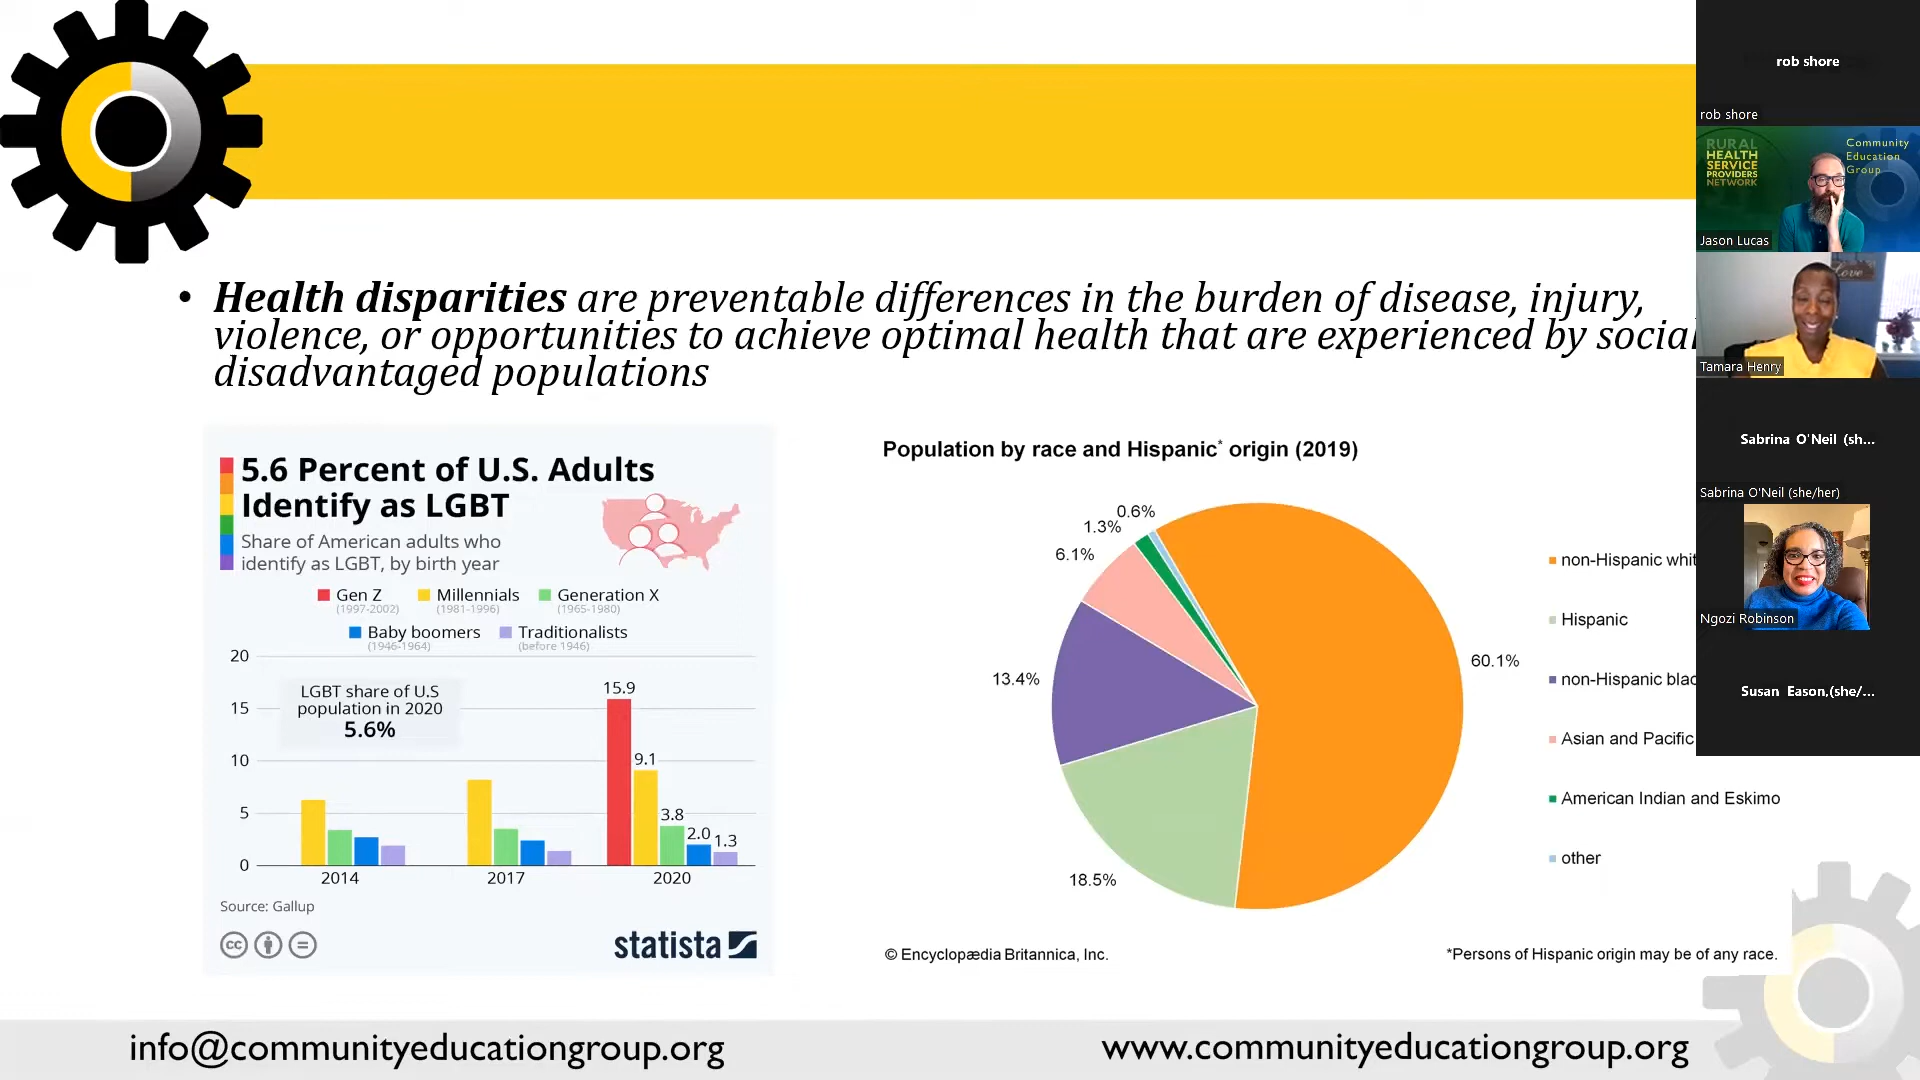 • Health disparities are preventable differences in the burden of disease, injury,
violence, or opportunities to achieve optimal health that are experienced by social
disadvantaged populations
5.6 Percent of U.S. Adults
Identify as LGBT
Share of American adults who
identify as LGBT, by birth year
Gen Z Millennials Generation X
(1997-2002) (1981-1996) (1965-1980)
Baby boomers Traditionalists
(1946-1964) (before 1946)
20
15
10
5
0
LGBT share of U.S
population in 2020
5.6%
15.9
9.1
3.8
2.0
1.3
2014 2017 2020
Source: Gallup
cc
statista
Population by race and Hispanic* origin (2019)
0.6%
1.3%
6.1%
13.4%
18.5%
60.1%
non-Hispanic whit
Hispanic
non-Hispanic blac
Asian and Pacific
American Indian and Eskimo
other
© Encyclopædia Britannica, Inc.
*Persons of Hispanic origin may be of any race.
info@communityeducationgroup.org
www.communityeducationgroup.org
rob shore
rob shore
RURAL
HEALTH
SERVICE
PROVIDERS
NETWORK
Community
Education
Group
Jason Lucas
Love
Tamara Henry
Sabrina O'Neil (sh...
Sabrina O'Neil (she/her)
Ngozi Robinson
Susan Eason,(she/...